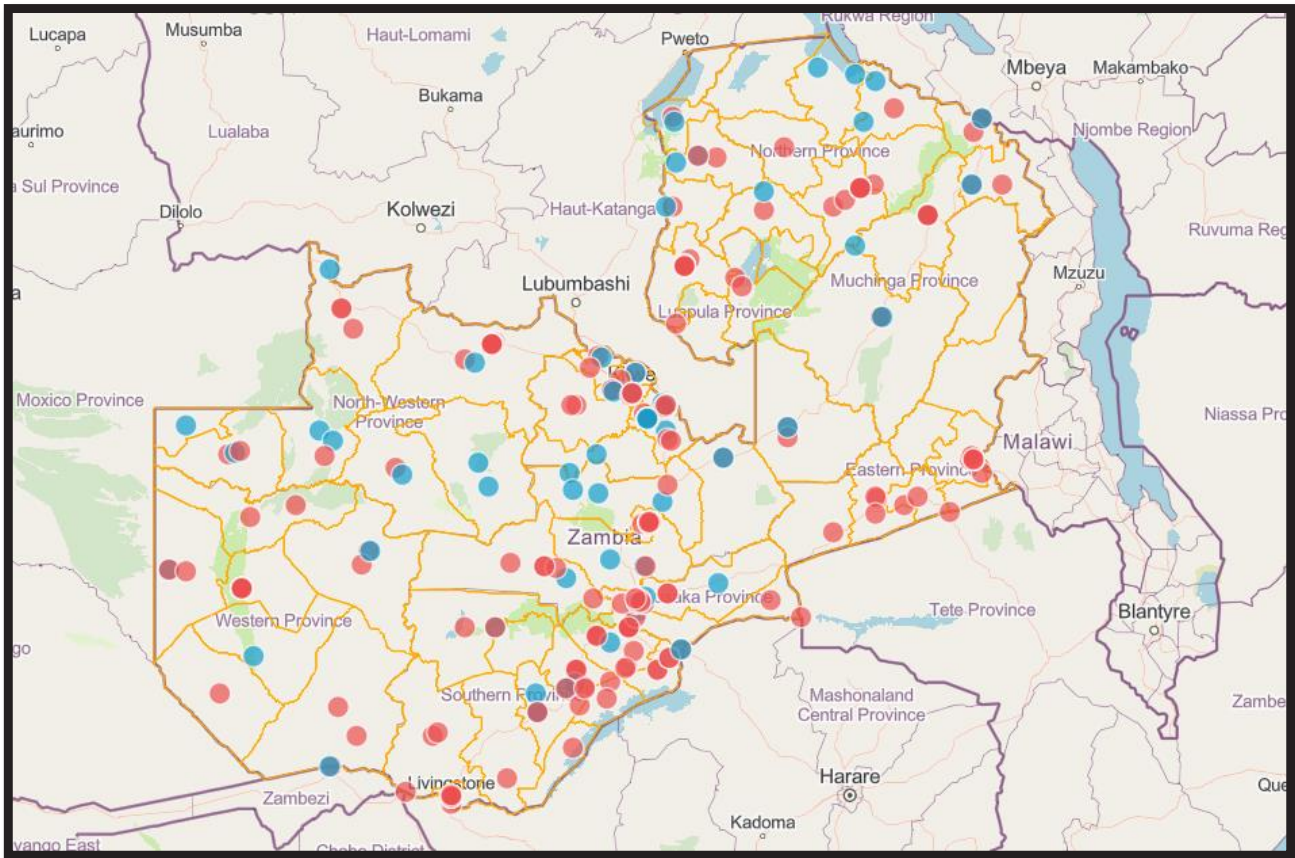 Rukwa Region
Lucapa
Musumba
Haut-Lomami
Pweto
Mbeya
Makambako
Bukama
aurimo
Lualaba
Njombe Region
Northern Province
a Sul Province
Dilolo
Kolwezi
Haut-Katanga
Ruvuma Reg
Mzuzu
Lubumbashi
Muchinga Province
a
Luapula Province
Moxico Province
North-Western
Province
Niassa Pro
Malawi
Eastern Province
Zambia
Province
Tete Province
Western Province
Blantyre
go
Southern Pro
Mashonaland
Central Province
Zambe
Livingstone
Harare
Zambezi
Que
Kadoma
vango East
Chobe District